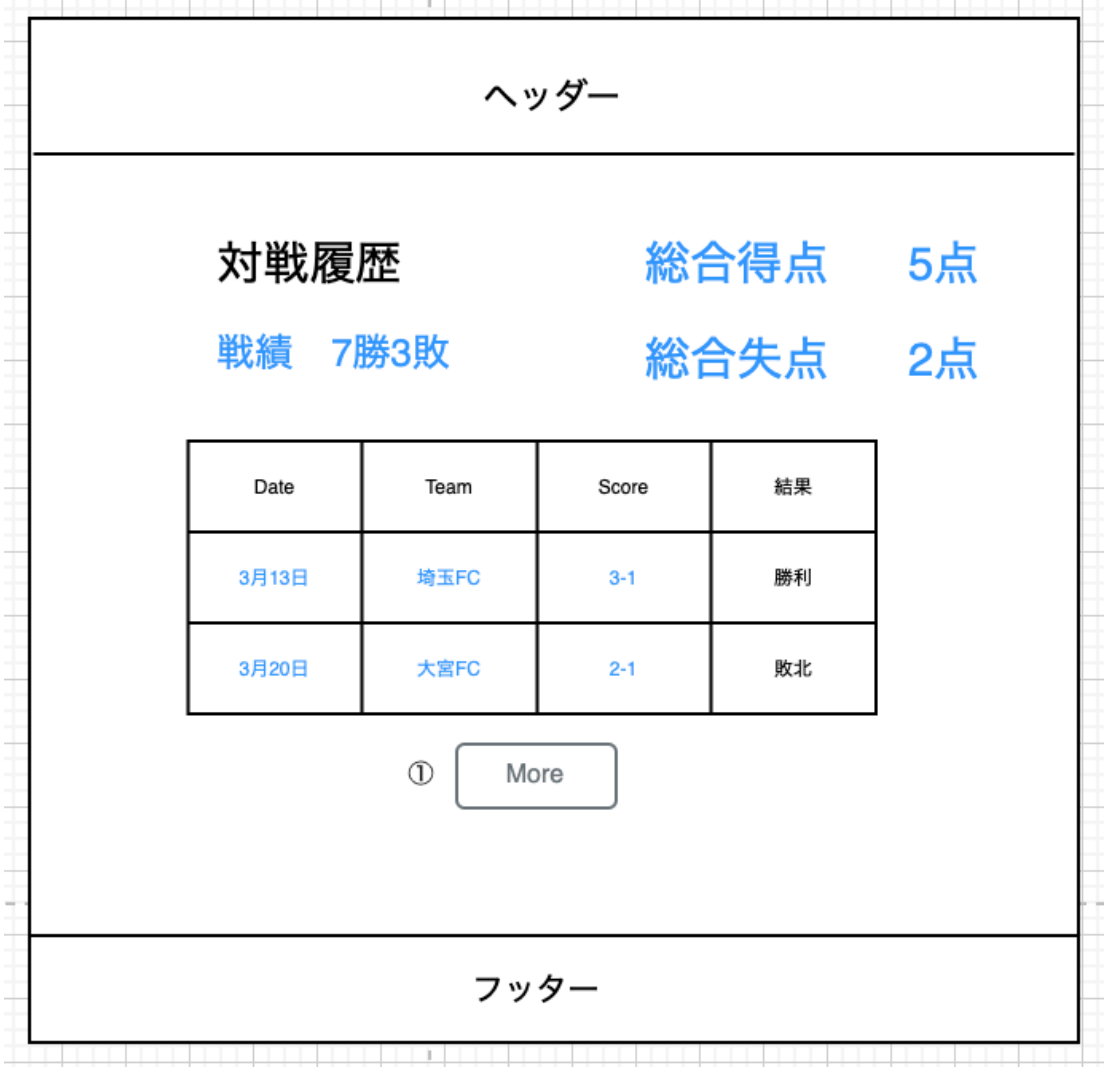 ヘッダー
対戦履歴
戦績　7勝3敗
総合得点　　5点
総合失点　　2点
Date Team Score 結果
3月13日 埼玉FC 3-1 勝利
3月20日 大宮FC 2-1 敗北
① More
フッター